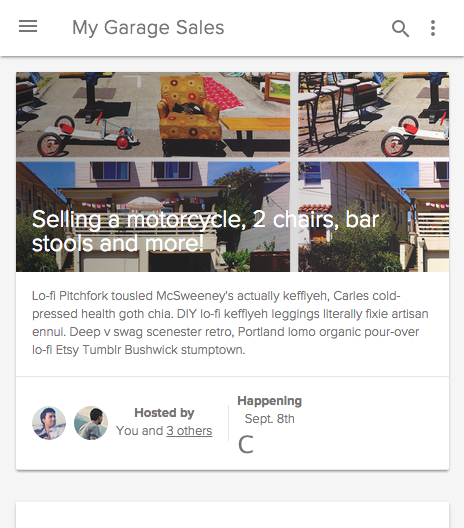 My Garage Sales
Selling a motorcycle, 2 chairs, bar
stools and more!
Lo-fi Pitchfork tousled McSweeney's actually keffiyeh, Carles cold-
pressed health goth chia. DIY lo-fi keffiyeh leggings literally fixie artisan
ennui. Deep v swag scenester retro, Portland lomo organic pour-over
lo-fi Etsy Tumblr Bushwick stumptown.
Hosted by
You and 3 others
Happening
Sept. 8th
C